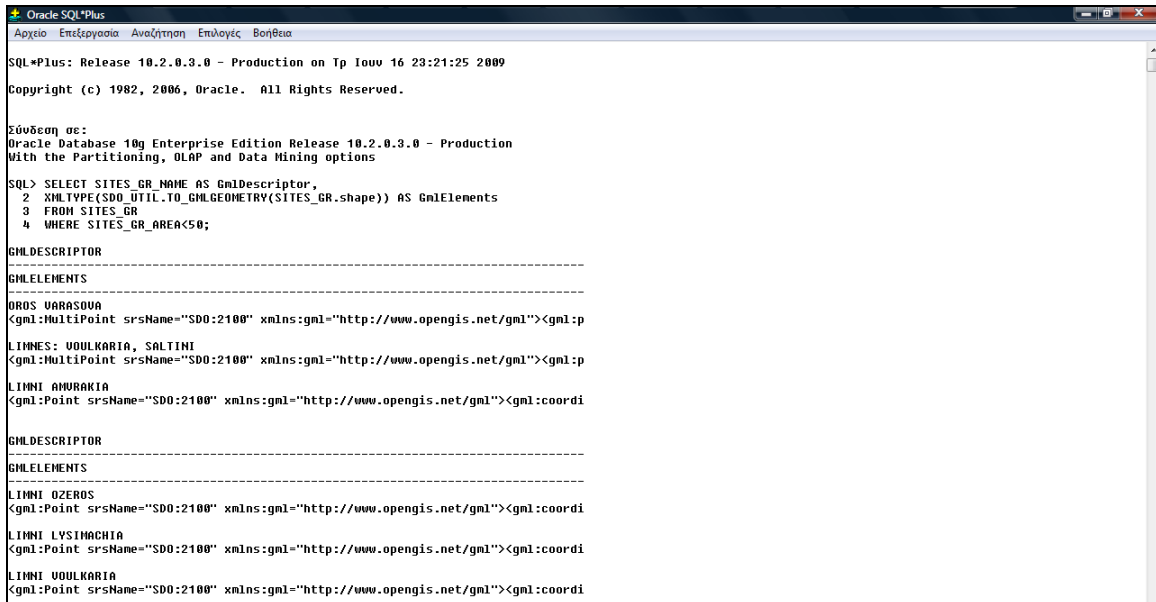 Oracle SQL*Plus
Αρχείο Επεξεργασία Αναζήτηση Επιλογές Βοήθεια
SQL*Plus: Release 10.2.0.3.0 - Production on Τρ Ιουν 16 23:21:25 2009
Copyright (c) 1982, 2006, Oracle. All Rights Reserved.
Σύνδεση σε:
Oracle Database 10g Enterprise Edition Release 10.2.0.3.0 - Production
With the Partitioning, OLAP and Data Mining options
SQL> SELECT SITES_GR_NAME AS GmlDescriptor,
2 XMLTYPE(SDO_UTIL.TO_GMLGEOMETRY(SITES_GR.shape)) AS GmlElements
3 FROM SITES_GR
4 WHERE SITES_GR_AREA<50;
GMLDESCRIPTOR
--------------------------------------------------------------------------------
GMLELEMENTS
--------------------------------------------------------------------------------
OROS VARASOVA
<gml:MultiPoint srsName="SDO:2100" xmlns:gml="http://www.opengis.net/gml"><gml:p
LIMNES: VOULKARIA, SALTINI
<gml:MultiPoint srsName="SDO:2100" xmlns:gml="http://www.opengis.net/gml"><gml:p
LIMNI AMVRAKIA
<gml:Point srsName="SDO:2100" xmlns:gml="http://www.opengis.net/gml"><gml:coordi
GMLDESCRIPTOR
--------------------------------------------------------------------------------
GMLELEMENTS
--------------------------------------------------------------------------------
LIMNI OZEROS
<gml:Point srsName="SDO:2100" xmlns:gml="http://www.opengis.net/gml"><gml:coordi
LIMNI LYSIMACHIA
<gml:Point srsName="SDO:2100" xmlns:gml="http://www.opengis.net/gml"><gml:coordi
LIMNI VOULKARIA
<gml:Point srsName="SDO:2100" xmlns:gml="http://www.opengis.net/gml"><gml:coordi